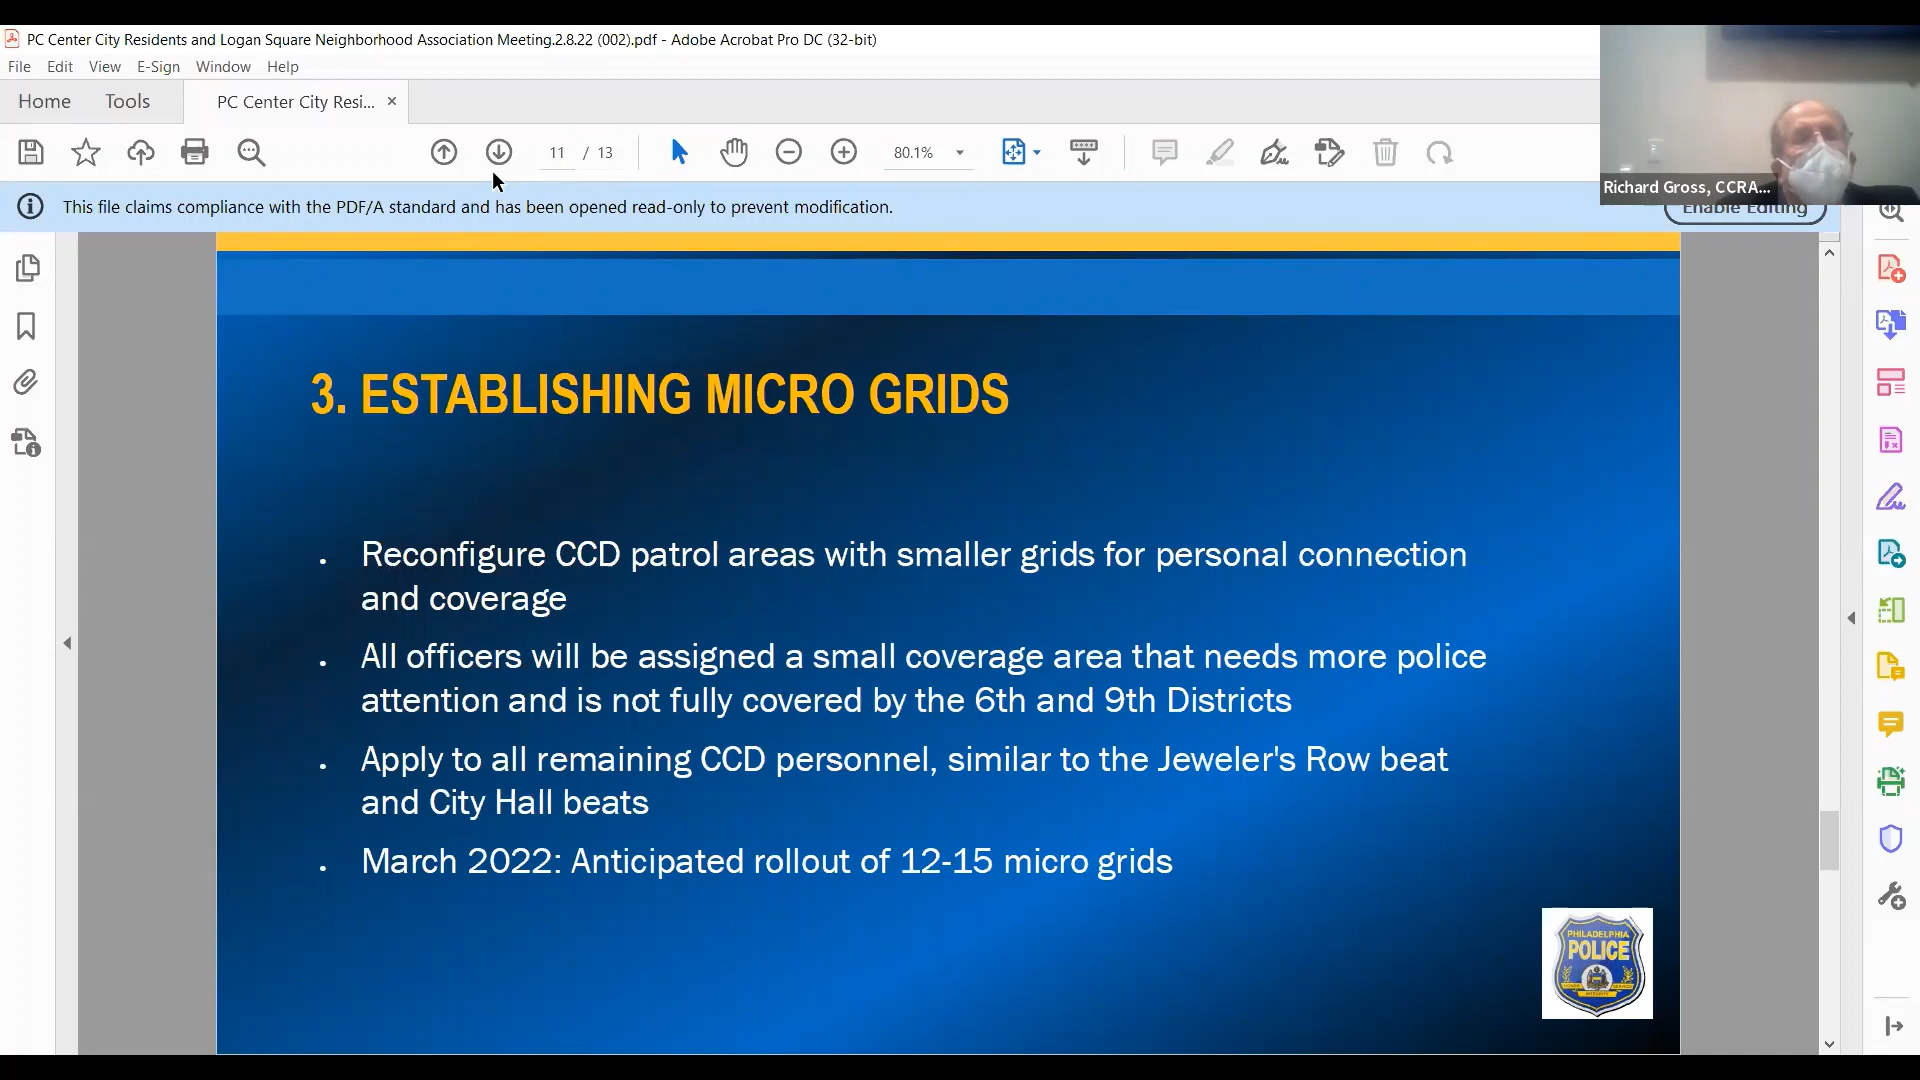 PC Center City Residents and Logan Square Neighborhood Association Meeting.2.8.22 (002).pdf - Adobe Acrobat Pro DC (32-bit)
File Edit View E-Sign Window Help
Home Tools PC Center City Resi... ×
11 / 13 80.1%
Richard Gross, CCRA...
This file claims compliance with the PDF/A standard and has been opened read-only to prevent modification.
Enable Editing
3. ESTABLISHING MICRO GRIDS
. Reconfigure CCD patrol areas with smaller grids for personal connection
and coverage
. All officers will be assigned a small coverage area that needs more police
attention and is not fully covered by the 6th and 9th Districts
. Apply to all remaining CCD personnel, similar to the Jeweler's Row beat
and City Hall beats
. March 2022: Anticipated rollout of 12-15 micro grids
PHILADELPHIA
POLICE